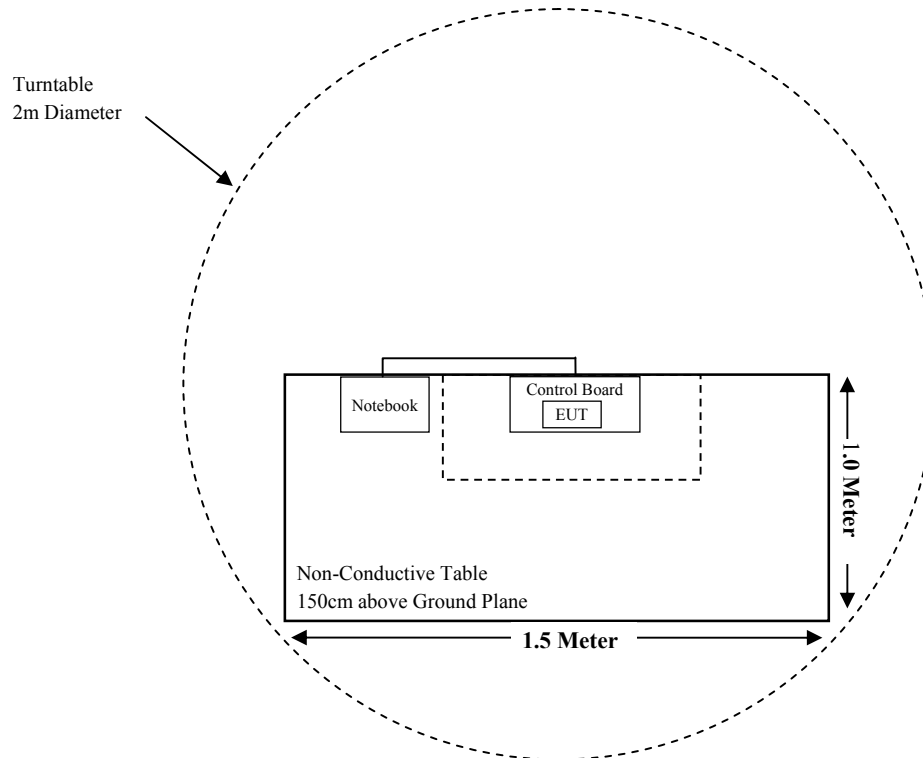 Turntable
2m Diameter
Notebook
Control Board
EUT
1.0 Meter
Non-Conductive Table
150cm above Ground Plane
1.5 Meter